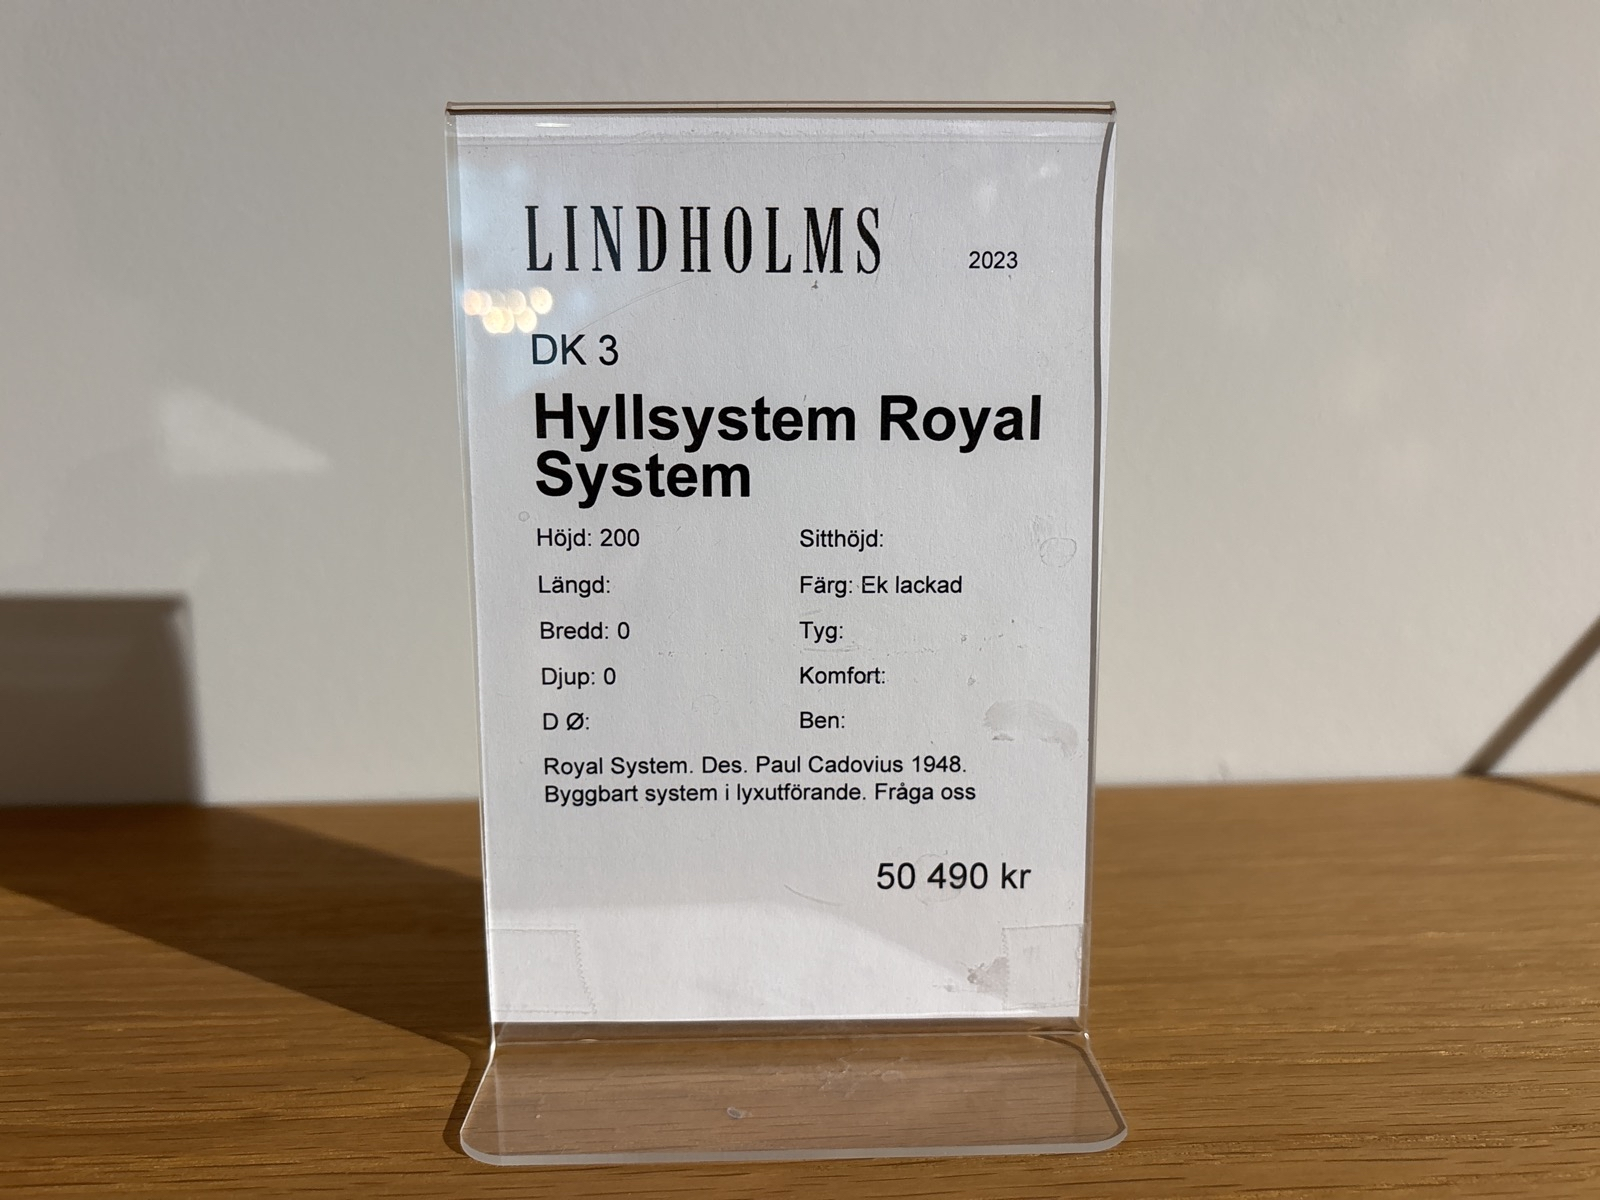 LINDHOLMS 2023
DK 3
Hyllsystem Royal
System
Höjd: 200 Sitthöjd:
Längd: Färg: Ek lackad
Bredd: 0 Tyg:
Djup: 0 Komfort:
D Ø: Ben:
Royal System. Des. Paul Cadovius 1948.
Byggbart system i lyxutförande. Fråga oss
50 490 kr